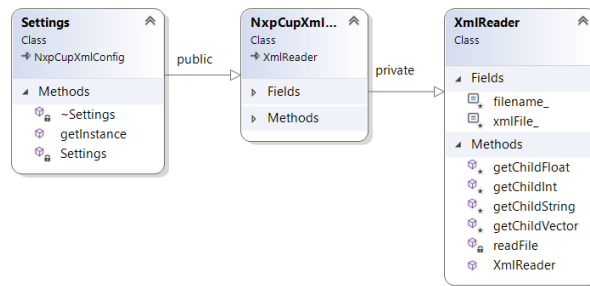 Settings
Class
NxpCupXmlConfig
Methods
~Settings
getInstance
Settings
public
NxpCupXml...
Class
XmlReader
Fields
Methods
private
XmlReader
Class
Fields
filename_
xmlFile_
Methods
getChildFloat
getChildInt
getChildString
getChildVector
readFile
XmlReader